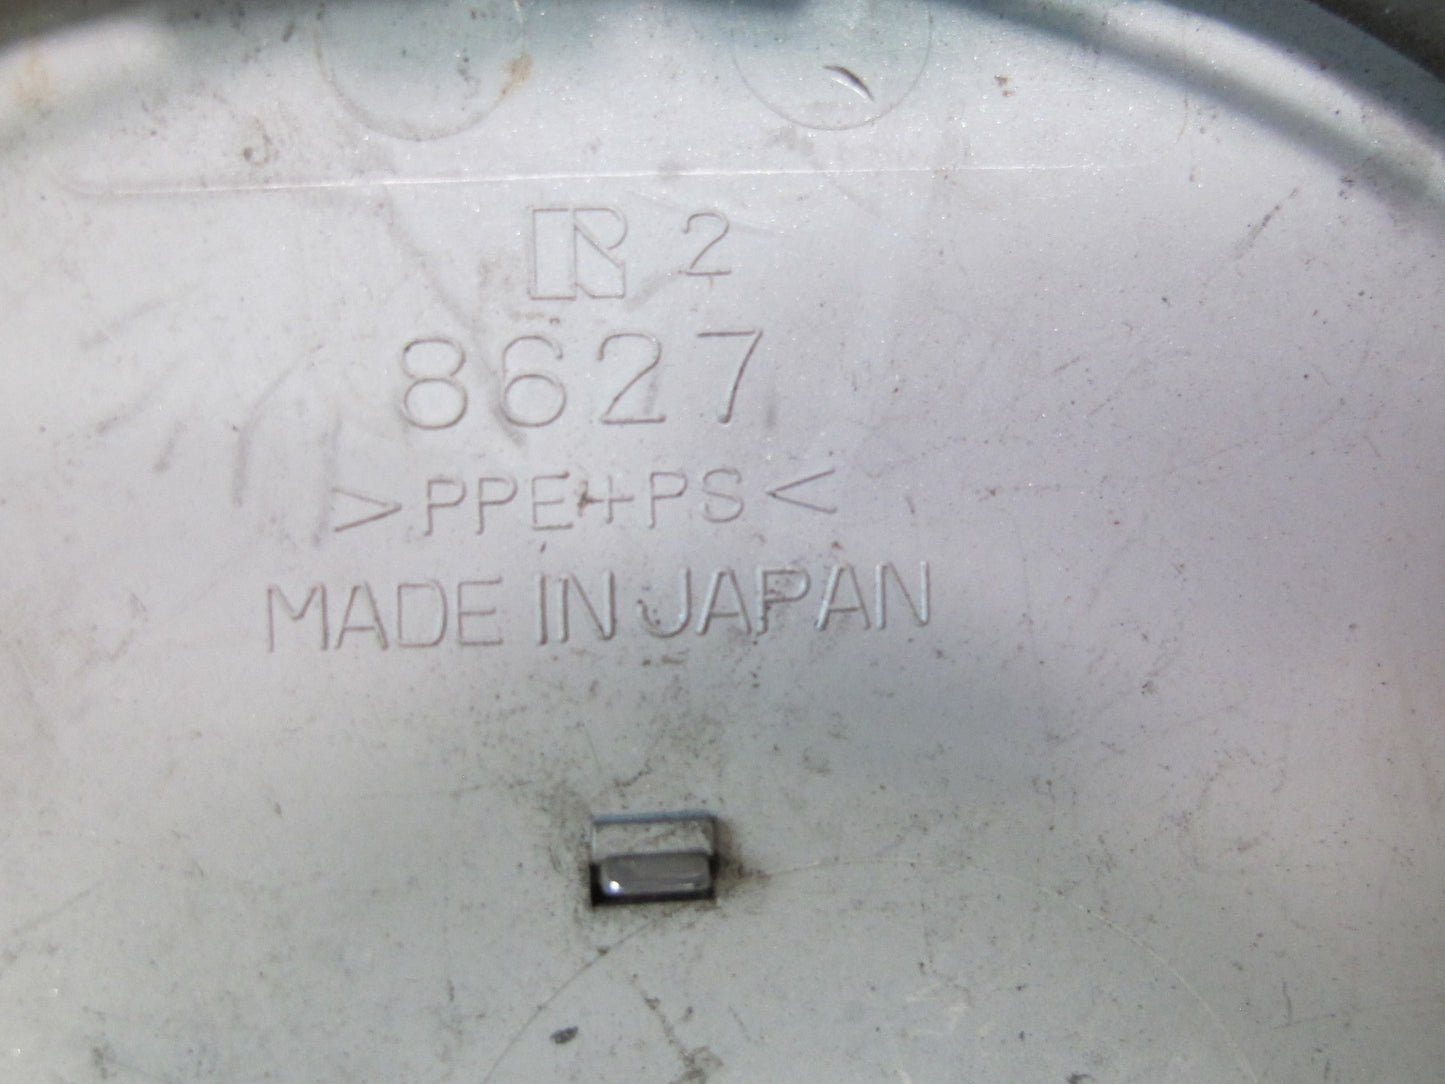 R 2
8627
>PPE+PS<
MADE IN JAPAN